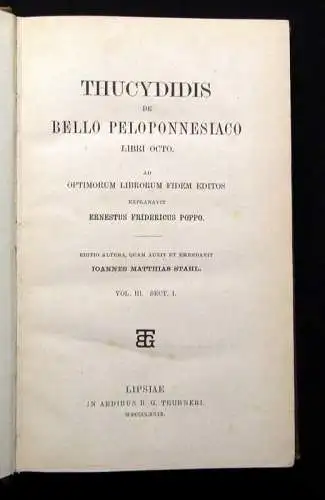 THUCYDIDIS
DE
BELLO PELOPONNESIACO
LIBRI OCTO.
AD
OPTIMORUM LIBRORUM FIDEM EDITOS
EXPLANAVIT
ERNESTUS FRIDERICUS POPPO.
EDITIO ALTERA, QUAM AUXIT ET EMENDAVIT
IOANNES MATTHIAS STAHL.
VOL. III. SECT. I.
BTG
LIPSIAE
IN AEDIBUS B. G. TEUBNERI.